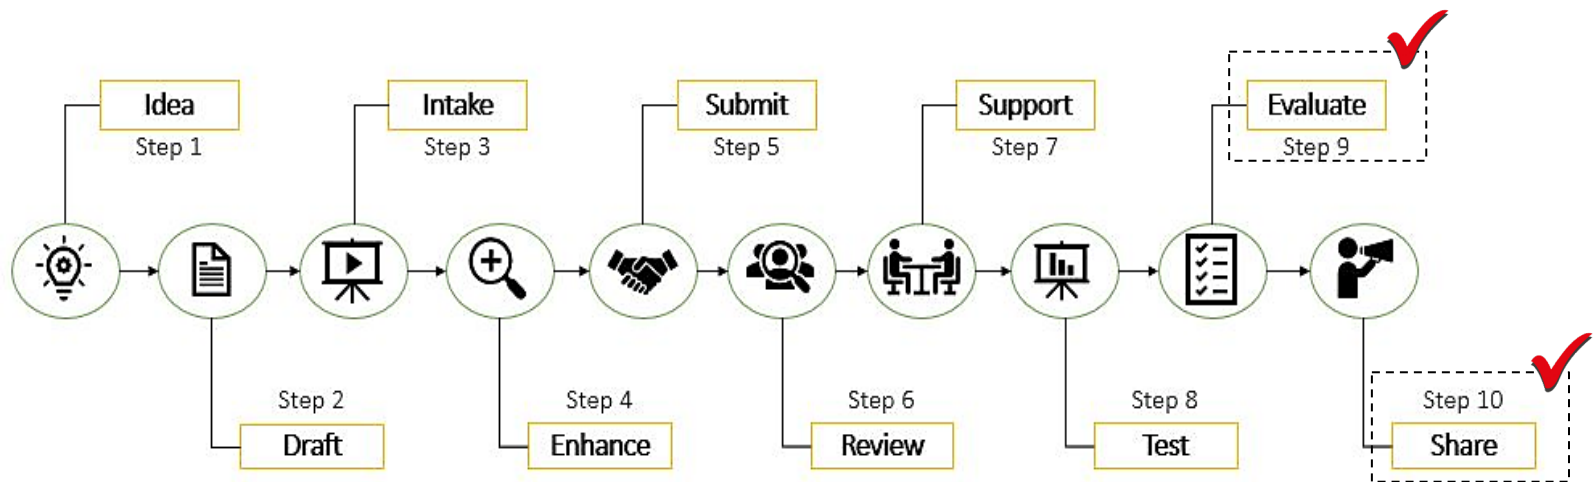 Idea
Step 1
Intake
Step 3
Submit
Step 5
Support
Step 7
Evaluate
Step 9
Step 2
Draft
Step 4
Enhance
Step 6
Review
Step 8
Test
Step 10
Share